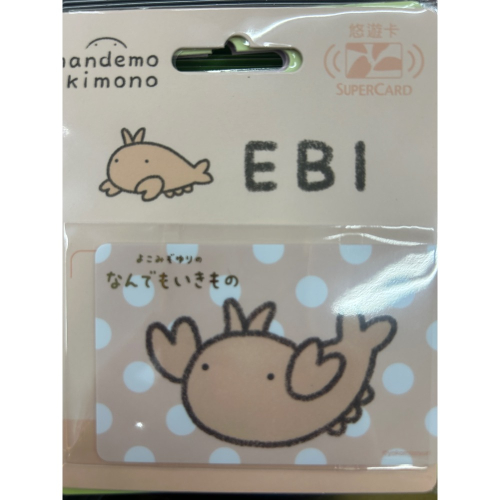 nandemo
kimono
悠遊卡
SUPERCARD
EBI
よこみぞゆりの
なんでもいきもの